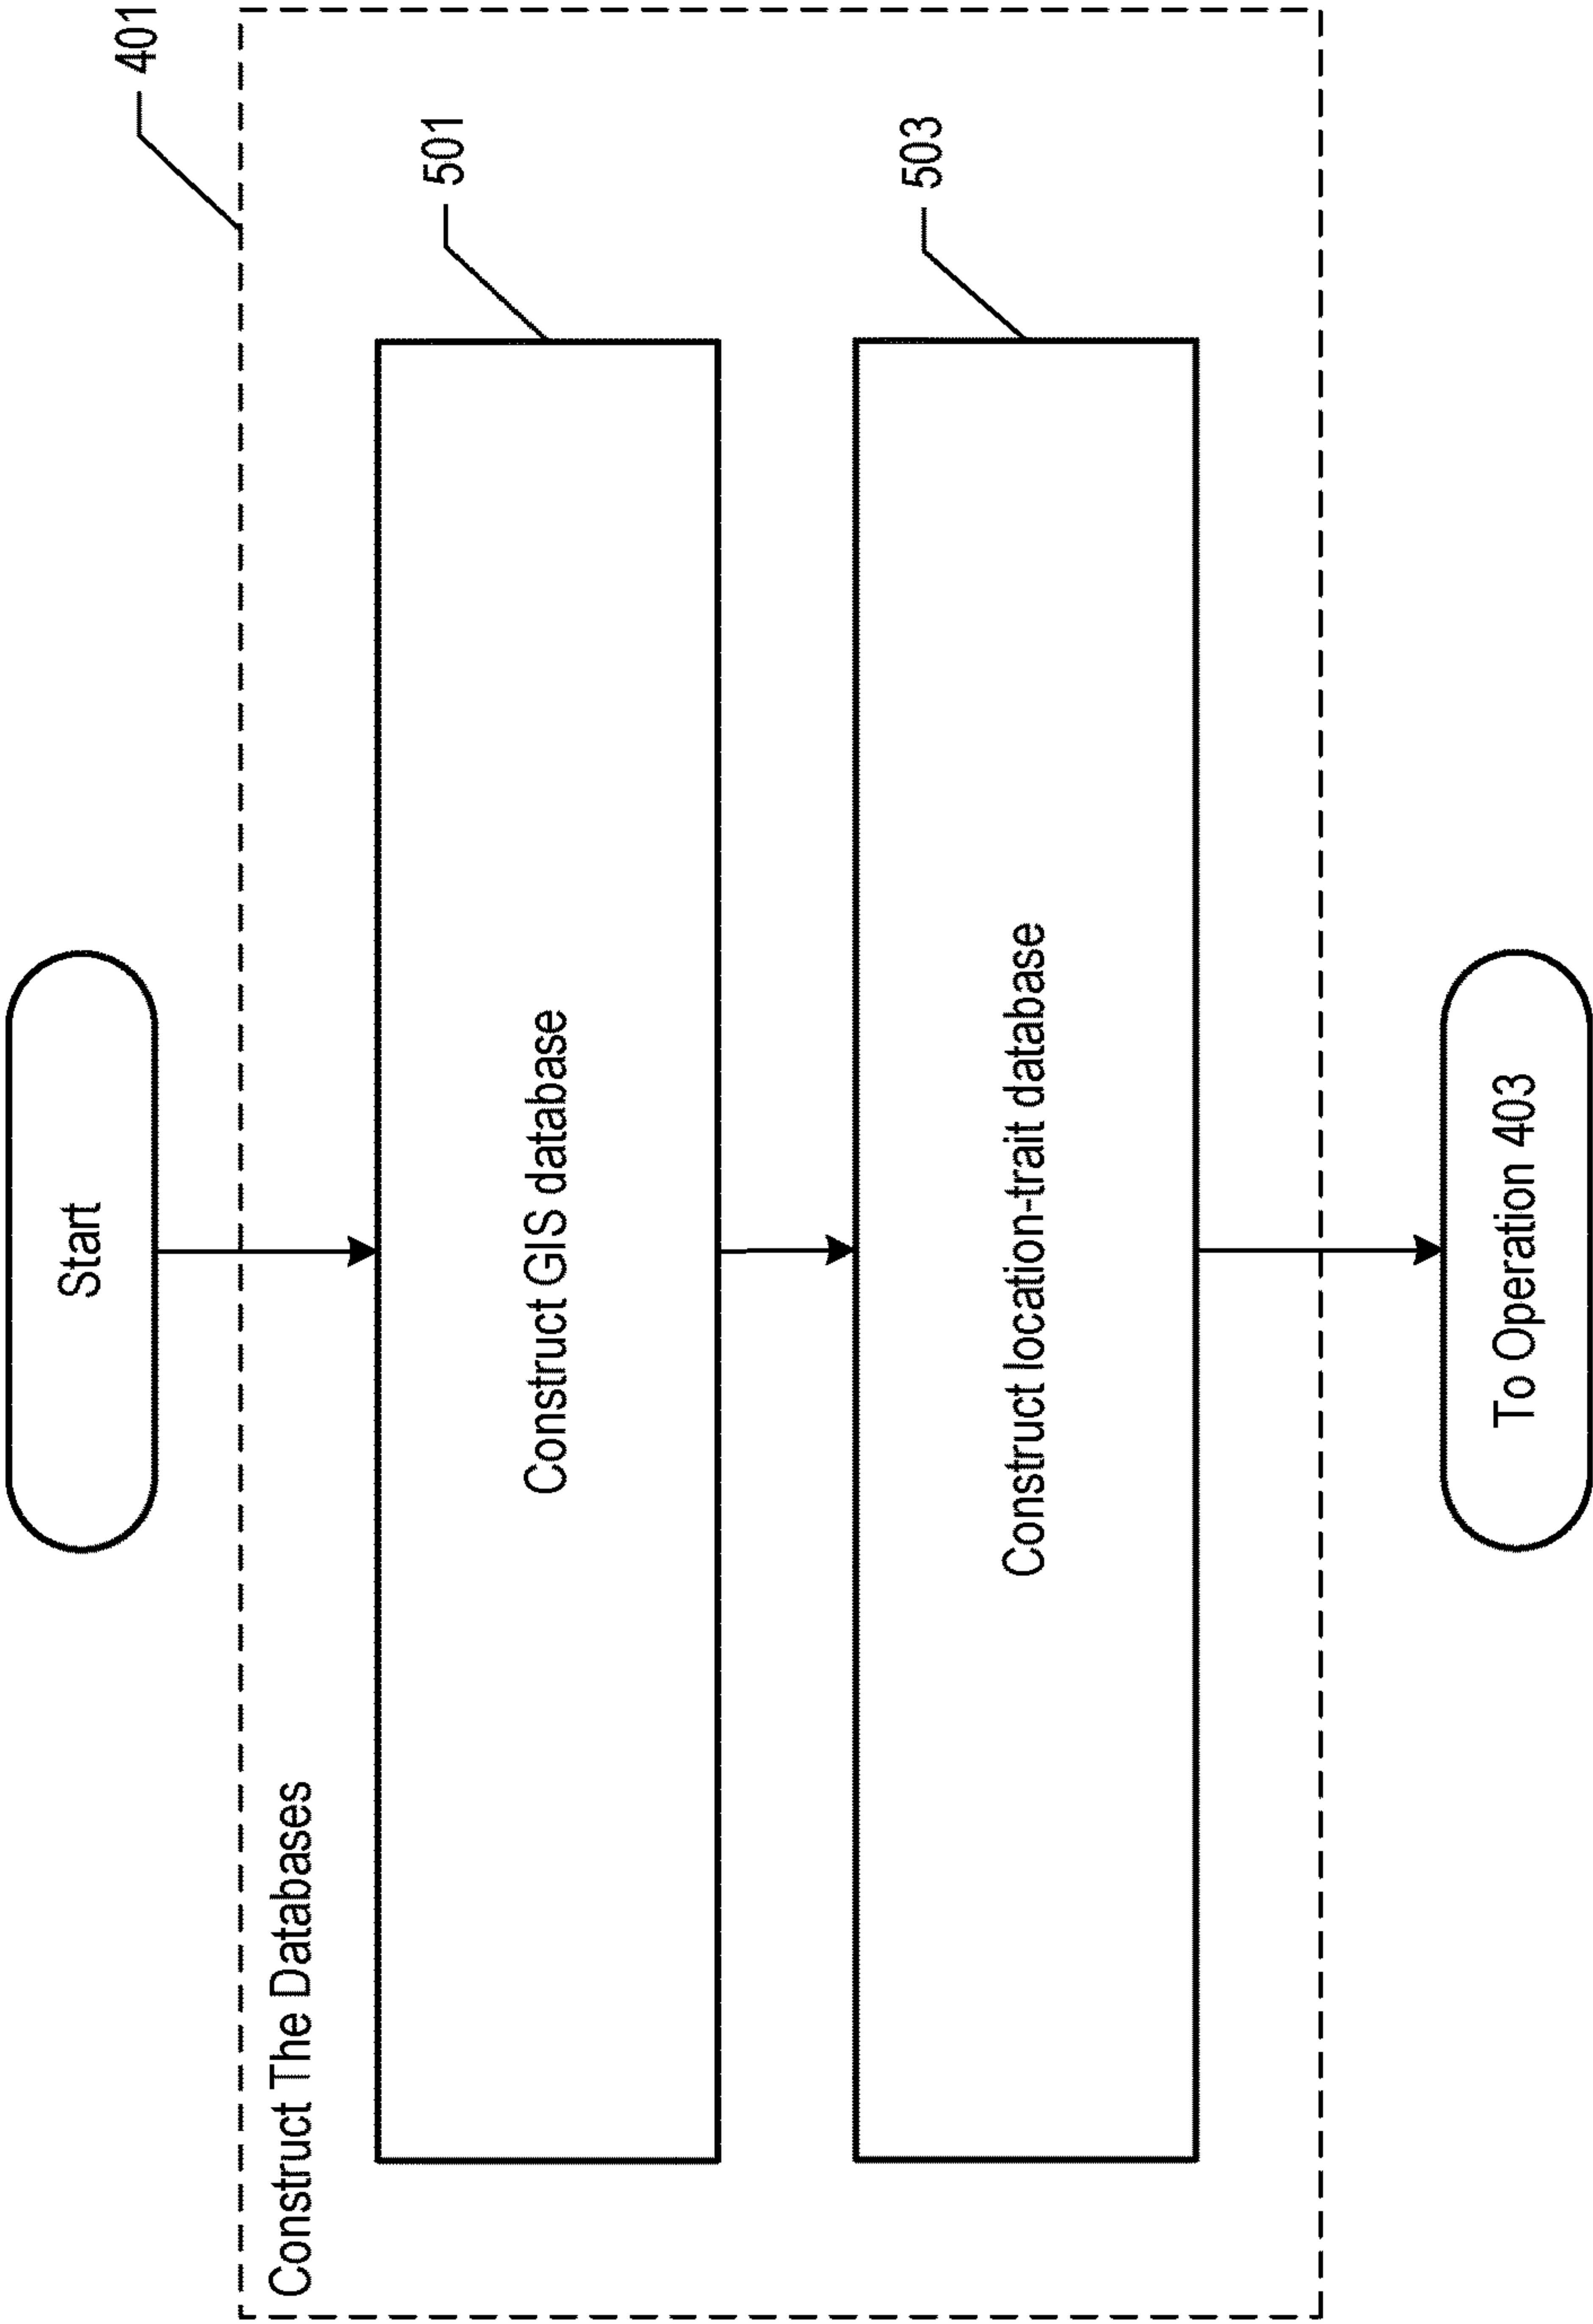 Start
401
Construct The Databases
501
Construct GIS database
503
Construct location-trait database
To Operation 403